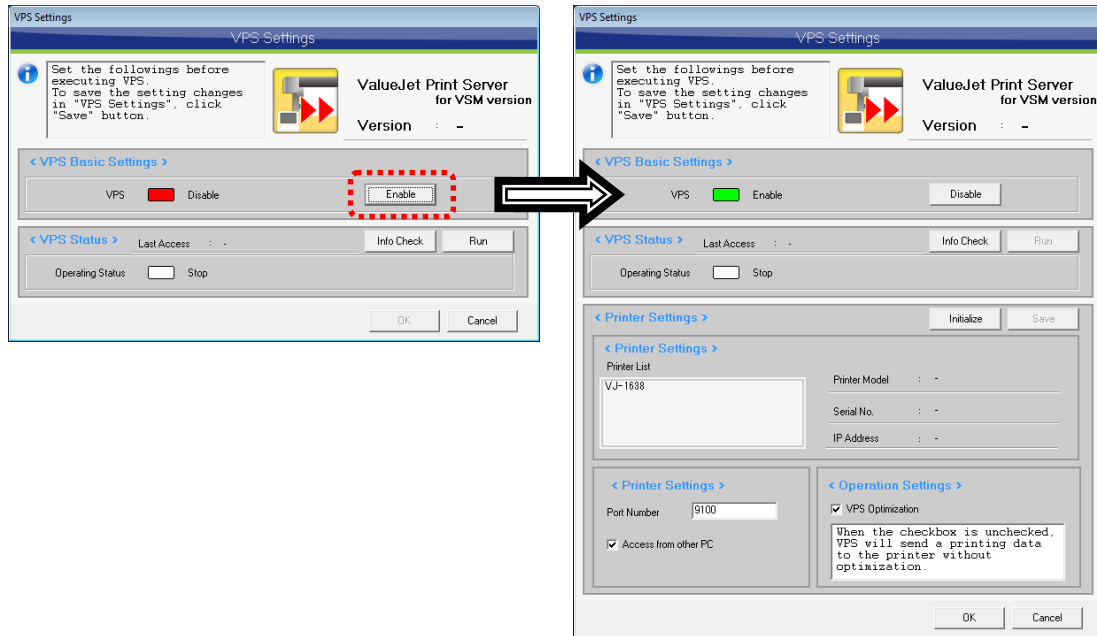 VPS Settings
VPS Settings
Set the followings before
executing VPS.
To save the setting changes
in "VPS Settings", click
"Save" button.
ValueJet Print Server
for VSM version
Version : -
< VPS Basic Settings >
VPS Disable Enable
< VPS Status > Last Access : - Info Check Run
Operating Status Stop
OK Cancel
VPS Settings
VPS Settings
Set the followings before
executing VPS.
To save the setting changes
in "VPS Settings", click
"Save" button.
ValueJet Print Server
for VSM version
Version : -
< VPS Basic Settings >
VPS Enable Disable
< VPS Status > Last Access : - Info Check Run
Operating Status Stop
< Printer Settings > Initialize Save
< Printer Settings >
Printer List
VJ-1638
Printer Model : -
Serial No. : -
IP Address : -
< Printer Settings >
Port Number 9100
Access from other PC
< Operation Settings >
VPS Optimization
When the checkbox is unchecked,
VPS will send a printing data
to the printer without
optimization.
OK Cancel